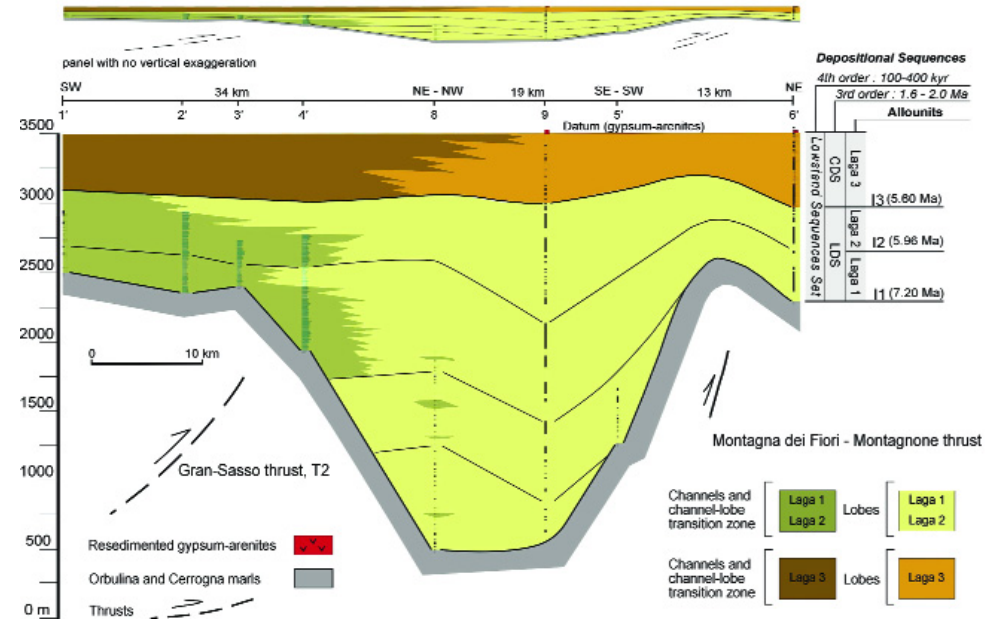 panel with no vertical exaggeration
Depositional Sequences
4th order : 100-400 kyr
3rd order : 1.6 - 2.0 Ma
Allounits
SW
34 km
NE - NW
19 km
SE - SW
13 km
NE
1'
2'
3'
4'
8'
9'
5'
6'
Datum (gypsum-arenites)
3500
3000
2500
2000
1500
1000
500
0 m
Lowstand Sequences Set
CDS
LDS
Laga 3
Laga 2
Laga 1
I3 (5.60 Ma)
I2 (5.96 Ma)
I1 (7.20 Ma)
0
10 km
Gran-Sasso thrust, T2
Montagna dei Fiori - Montagnone thrust
Resedimented gypsum-arenites
Orbulina and Cerrogna marls
Thrusts
Channels and
channel-lobe
transition zone
Laga 1
Laga 2
Lobes
Laga 1
Laga 2
Channels and
channel-lobe
transition zone
Laga 3
Lobes
Laga 3